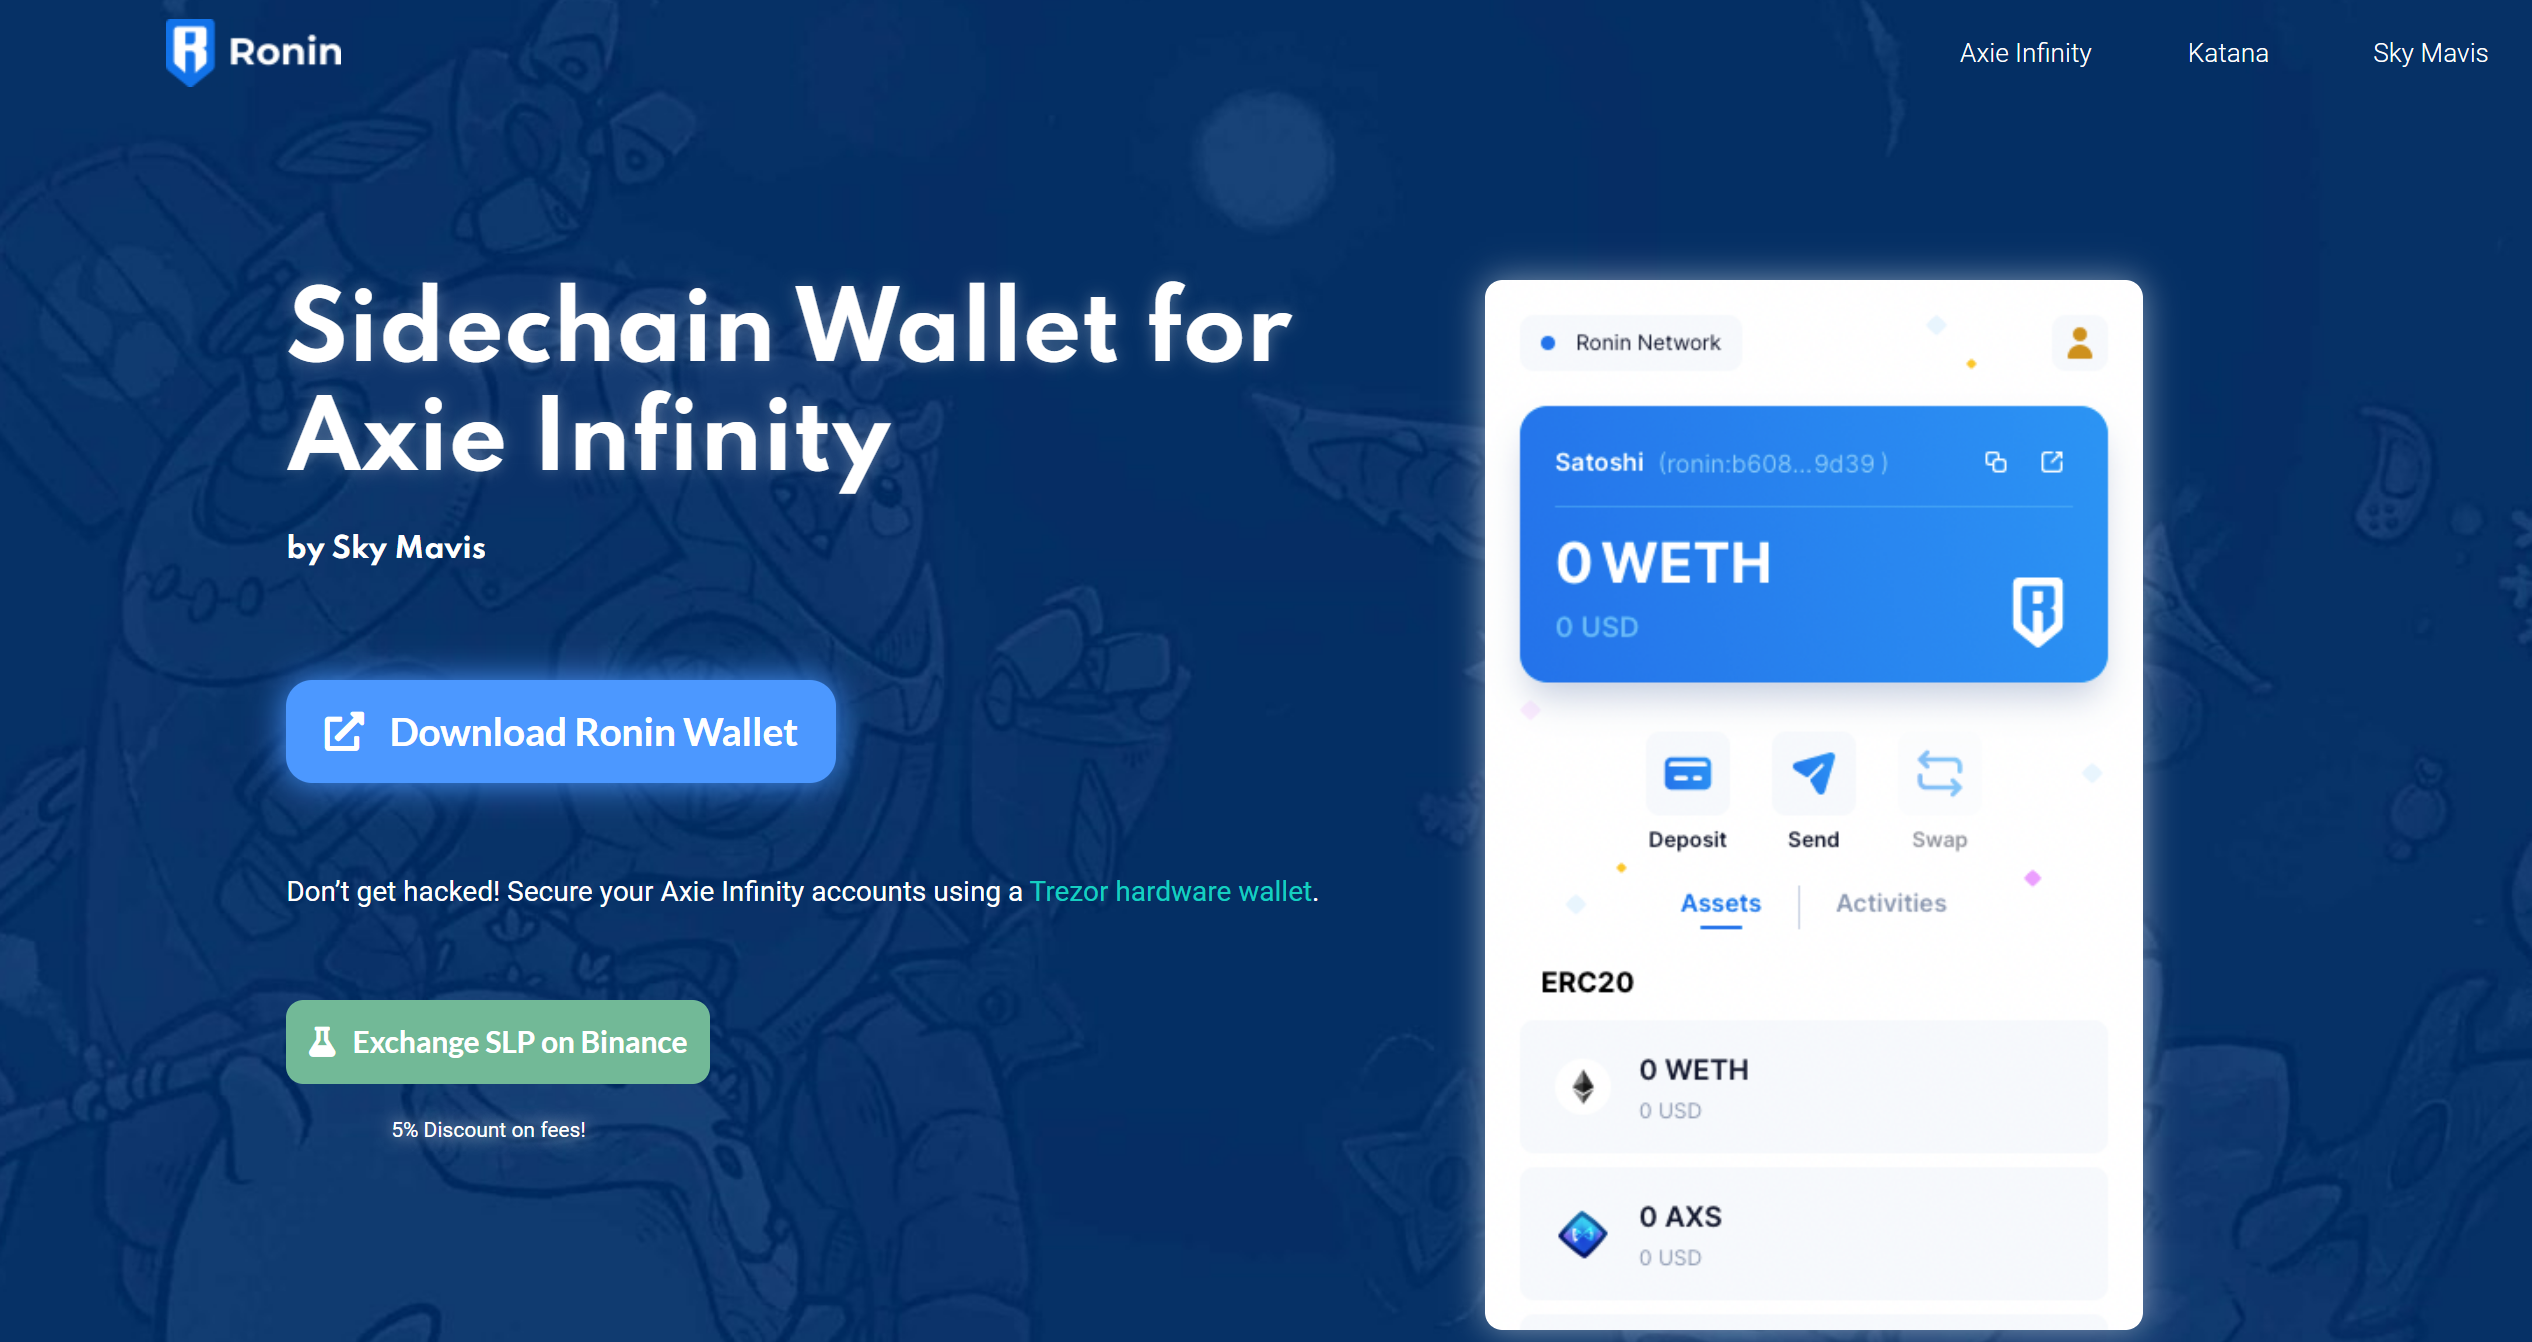 Ronin
Axie Infinity
Katana
Sky Mavis
Sidechain Wallet for
Axie Infinity
by Sky Mavis
Download Ronin Wallet
Don't get hacked! Secure your Axie Infinity accounts using a Trezor hardware wallet.
Exchange SLP on Binance
5% Discount on fees!
Ronin Network
Satoshi (ronin:b608...9d39 )
0 WETH
0 USD
Deposit
Send
Swap
Assets
Activities
ERC20
0 WETH
0 USD
0 AXS
0 USD